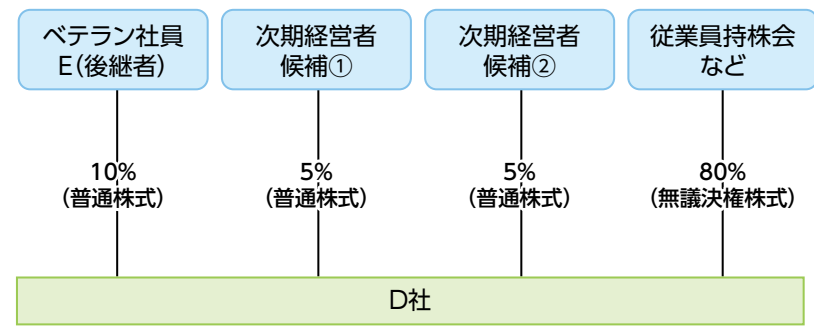 ベテラン社員
E(後継者)
次期経営者
候補①
次期経営者
候補②
従業員持株会
など
10%
(普通株式)
5%
(普通株式)
5%
(普通株式)
80%
(無議決権株式)
D社